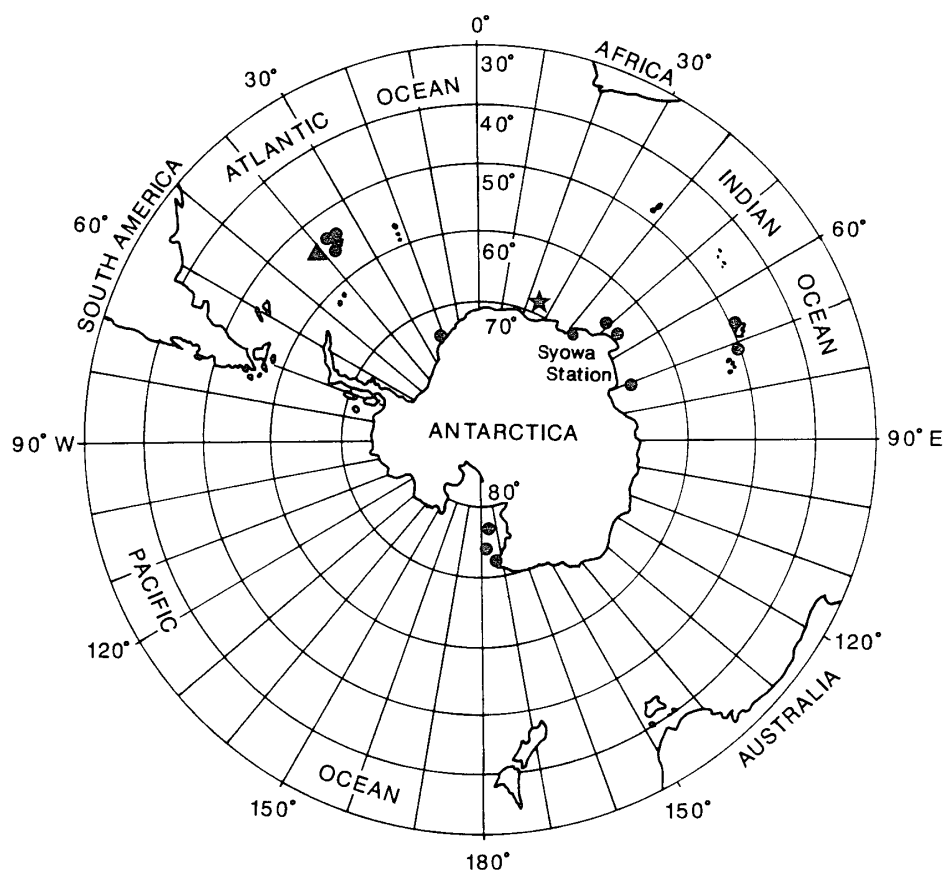 0°
30°
AFRICA
30°
OCEAN
30°
ATLANTIC
40°
SOUTH AMERICA
50°
INDIAN
60°
60°
60°
OCEAN
70°
Syowa
Station
90° W
ANTARCTICA
90° E
80°
PACIFIC
120°
120°
AUSTRALIA
OCEAN
150°
150°
180°